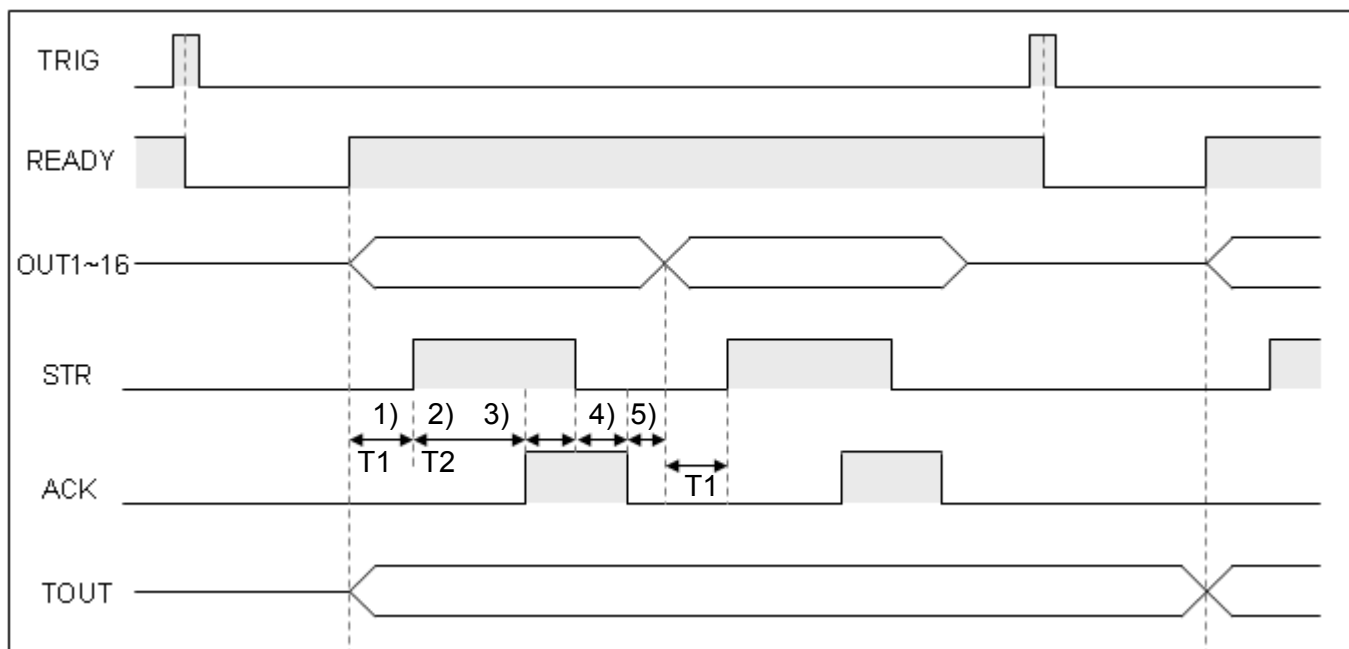 TRIG
READY
OUT1~16
STR
1) 2) 3) 4) 5)
T1 T2
T1
ACK
TOUT